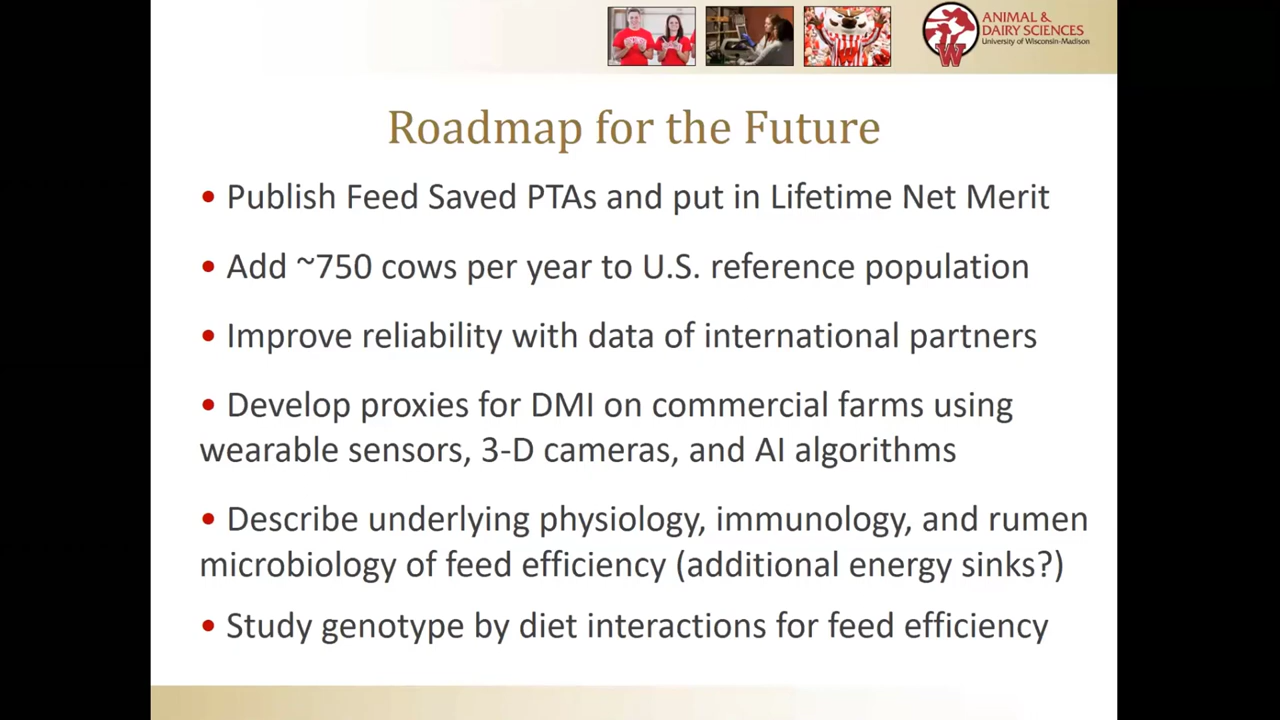 ANIMAL &
DAIRY SCIENCES
University of Wisconsin-Madison
Roadmap for the Future
• Publish Feed Saved PTAs and put in Lifetime Net Merit
• Add ~750 cows per year to U.S. reference population
• Improve reliability with data of international partners
• Develop proxies for DMI on commercial farms using
wearable sensors, 3-D cameras, and AI algorithms
• Describe underlying physiology, immunology, and rumen
microbiology of feed efficiency (additional energy sinks?)
• Study genotype by diet interactions for feed efficiency